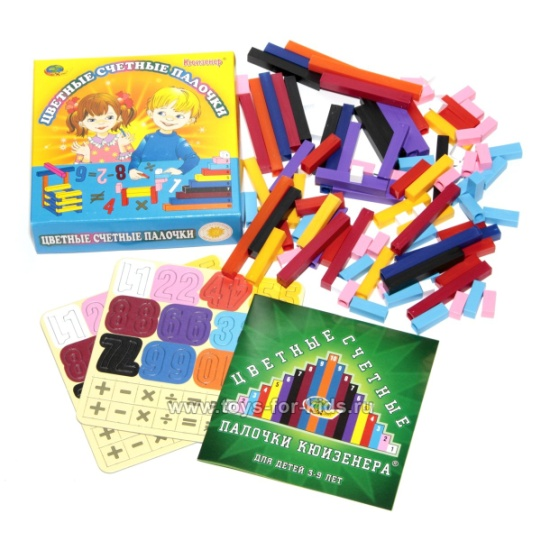 Кюизенер®
ЦВЕТНЫЕ СЧЕТНЫЕ ПАЛОЧКИ
ЦВЕТНЫЕ СЧЕТНЫЕ ПАЛОЧКИ
www.toys-for-kids.ru
ЦВЕТНЫЕ СЧЕТНЫЕ
ПАЛОЧКИ КЮИЗЕНЕРА®
ДЛЯ ДЕТЕЙ 3-9 ЛЕТ